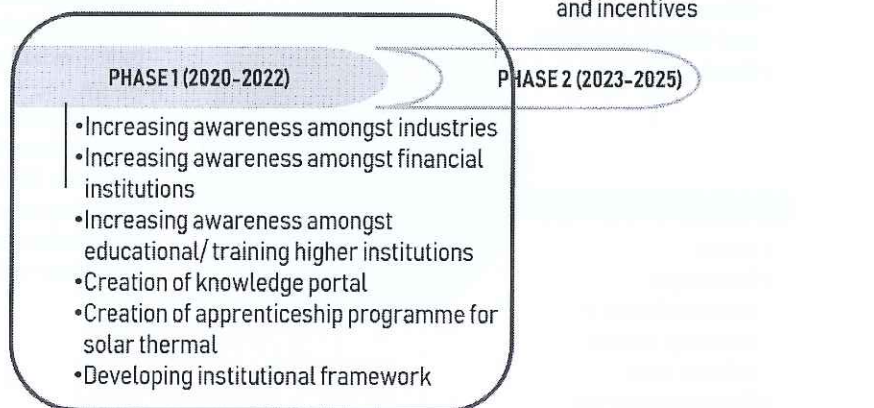 and incentives
PHASE 1 (2020-2022)
PHASE 2 (2023-2025)
•Increasing awareness amongst industries
•Increasing awareness amongst financial
institutions
•Increasing awareness amongst
educational/ training higher institutions
•Creation of knowledge portal
•Creation of apprenticeship programme for
solar thermal
•Developing institutional framework